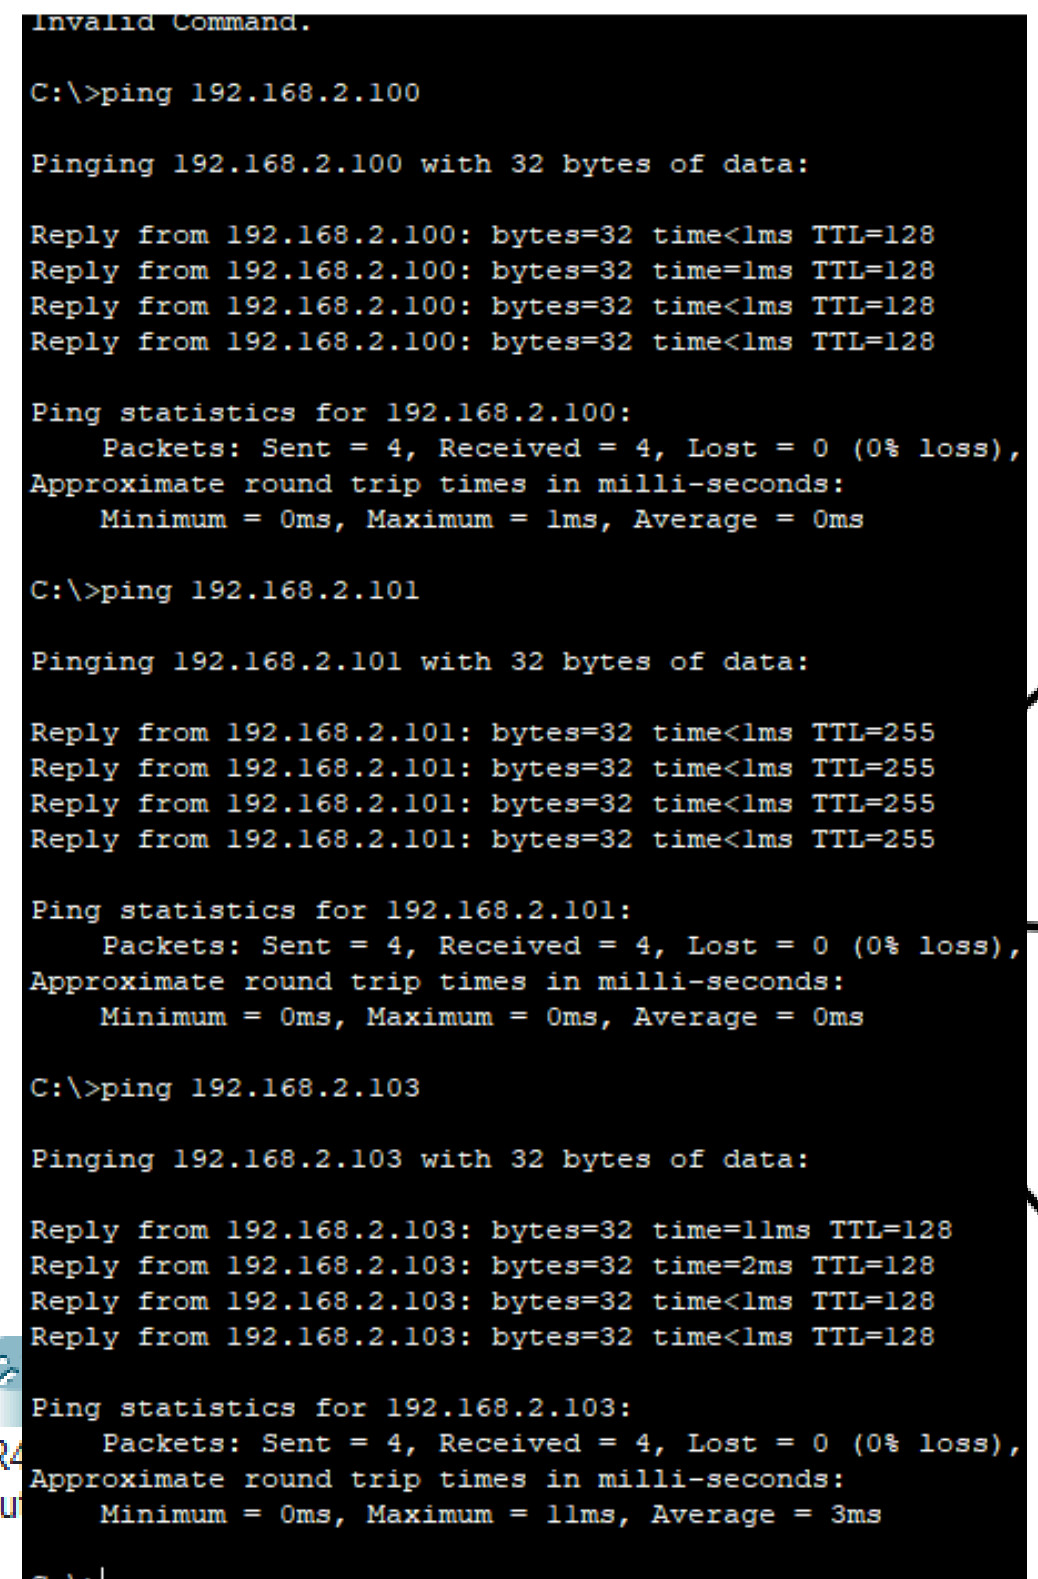 Invalid Command.
C:\>ping 192.168.2.100
Pinging 192.168.2.100 with 32 bytes of data:
Reply from 192.168.2.100: bytes=32 time<1ms TTL=128
Reply from 192.168.2.100: bytes=32 time=1ms TTL=128
Reply from 192.168.2.100: bytes=32 time<1ms TTL=128
Reply from 192.168.2.100: bytes=32 time<1ms TTL=128
Ping statistics for 192.168.2.100:
Packets: Sent = 4, Received = 4, Lost = 0 (0% loss),
Approximate round trip times in milli-seconds:
Minimum = 0ms, Maximum = 1ms, Average = 0ms
C:\>ping 192.168.2.101
Pinging 192.168.2.101 with 32 bytes of data:
Reply from 192.168.2.101: bytes=32 time<1ms TTL=255
Reply from 192.168.2.101: bytes=32 time<1ms TTL=255
Reply from 192.168.2.101: bytes=32 time<1ms TTL=255
Reply from 192.168.2.101: bytes=32 time<1ms TTL=255
Ping statistics for 192.168.2.101:
Packets: Sent = 4, Received = 4, Lost = 0 (0% loss),
Approximate round trip times in milli-seconds:
Minimum = 0ms, Maximum = 0ms, Average = 0ms
C:\>ping 192.168.2.103
Pinging 192.168.2.103 with 32 bytes of data:
Reply from 192.168.2.103: bytes=32 time=11ms TTL=128
Reply from 192.168.2.103: bytes=32 time=2ms TTL=128
Reply from 192.168.2.103: bytes=32 time<1ms TTL=128
Reply from 192.168.2.103: bytes=32 time<1ms TTL=128
Ping statistics for 192.168.2.103:
Packets: Sent = 4, Received = 4, Lost = 0 (0% loss),
Approximate round trip times in milli-seconds:
Minimum = 0ms, Maximum = 11ms, Average = 3ms